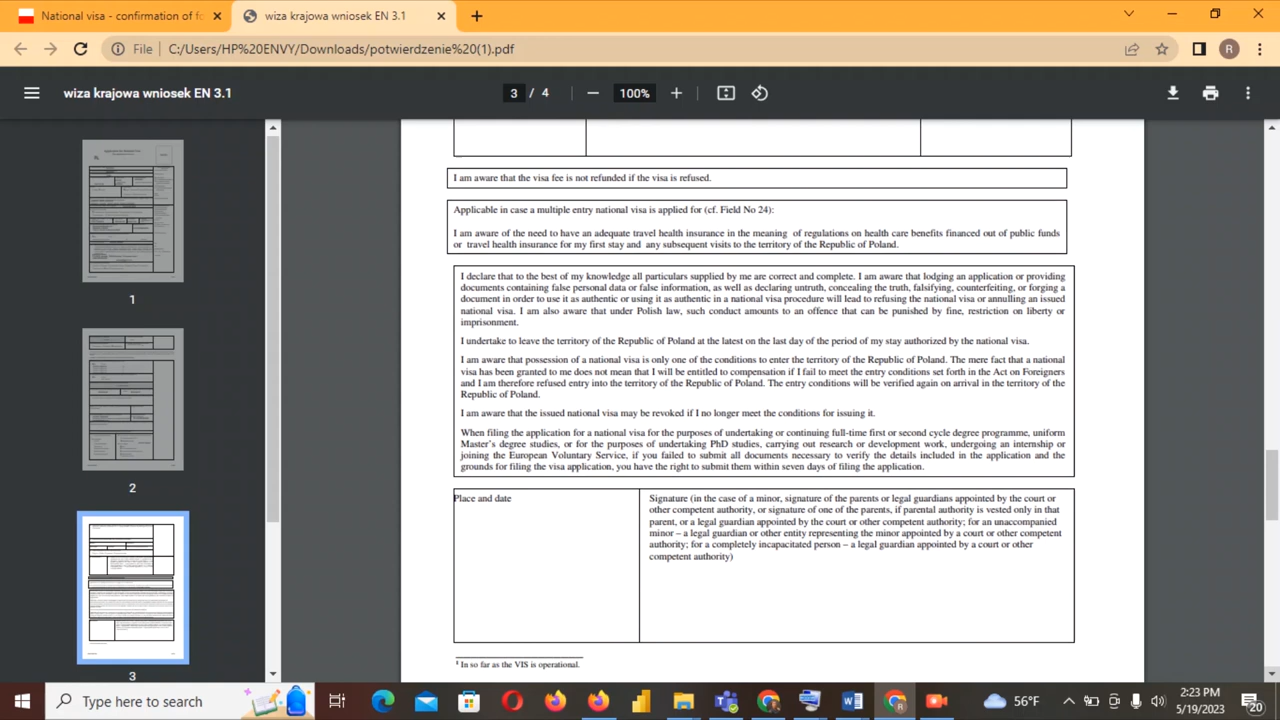 National visa - confirmation of fo
wiza krajowa wniosek EN 3.1
File
C:/Users/HP%20ENVY/Downloads/potwierdzenie%20(1).pdf
R
wiza krajowa wniosek EN 3.1
3 / 4
100%
I am aware that the visa fee is not refunded if the visa is refused.
Applicable in case a multiple entry national visa is applied for (cf. Field No 24):
I am aware of the need to have an adequate travel health insurance in the meaning of regulations on health care benefits financed out of public funds
or travel health insurance for my first stay and any subsequent visits to the territory of the Republic of Poland.
I declare that to the best of my knowledge all particulars supplied by me are correct and complete. I am aware that lodging an application or providing
documents containing false personal data or false information, as well as declaring untruth, concealing the truth, falsifying, counterfeiting, or forging a
document in order to use it as authentic or using it as authentic in a national visa procedure will lead to refusing the national visa or annulling an issued
national visa. I am also aware that under Polish law, such conduct amounts to an offence that can be punished by fine, restriction on liberty or
imprisonment.
I undertake to leave the territory of the Republic of Poland at the latest on the last day of the period of my stay authorized by the national visa.
I am aware that possession of a national visa is only one of the conditions to enter the territory of the Republic of Poland. The mere fact that a national
visa has been granted to me does not mean that I will be entitled to compensation if I fail to meet the entry conditions set forth in the Act on Foreigners
and I am therefore refused entry into the territory of the Republic of Poland. The entry conditions will be verified again on arrival in the territory of the
Republic of Poland.
I am aware that the issued national visa may be revoked if I no longer meet the conditions for issuing it.
When filing the application for a national visa for the purposes of undertaking or continuing full-time first or second cycle degree programme, uniform
Master's degree studies, or for the purposes of undertaking PhD studies, carrying out research or development work, undergoing an internship or
joining the European Voluntary Service, if you failed to submit all documents necessary to verify the details included in the application and the
grounds for filing the visa application, you have the right to submit them within seven days of filing the application.
Place and date
Signature (in the case of a minor, signature of the parents or legal guardians appointed by the court or
other competent authority, or signature of one of the parents, if parental authority is vested only in that
parent, or a legal guardian appointed by the court or other competent authority; for an unaccompanied
minor – a legal guardian or other entity representing the minor appointed by a court or other competent
authority; for a completely incapacitated person – a legal guardian appointed by a court or other
competent authority)
In so far as the VIS is operational.
1
2
3
Type here to search
56°F
2:23 PM
5/19/2023
20